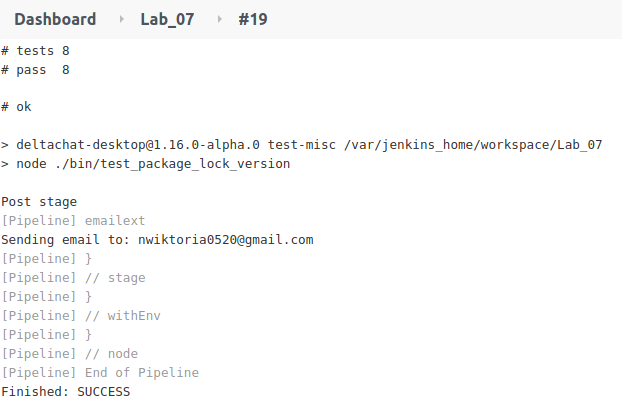 Dashboard Lab_07 #19
# tests 8
# pass  8
# ok
> deltachat-desktop@1.16.0-alpha.0 test-misc /var/jenkins_home/workspace/Lab_07
> node ./bin/test_package_lock_version
Post stage
[Pipeline] emailext
Sending email to: nwiktoria0520@gmail.com
[Pipeline] }
[Pipeline] // stage
[Pipeline] }
[Pipeline] // withEnv
[Pipeline] }
[Pipeline] // node
[Pipeline] End of Pipeline
Finished: SUCCESS